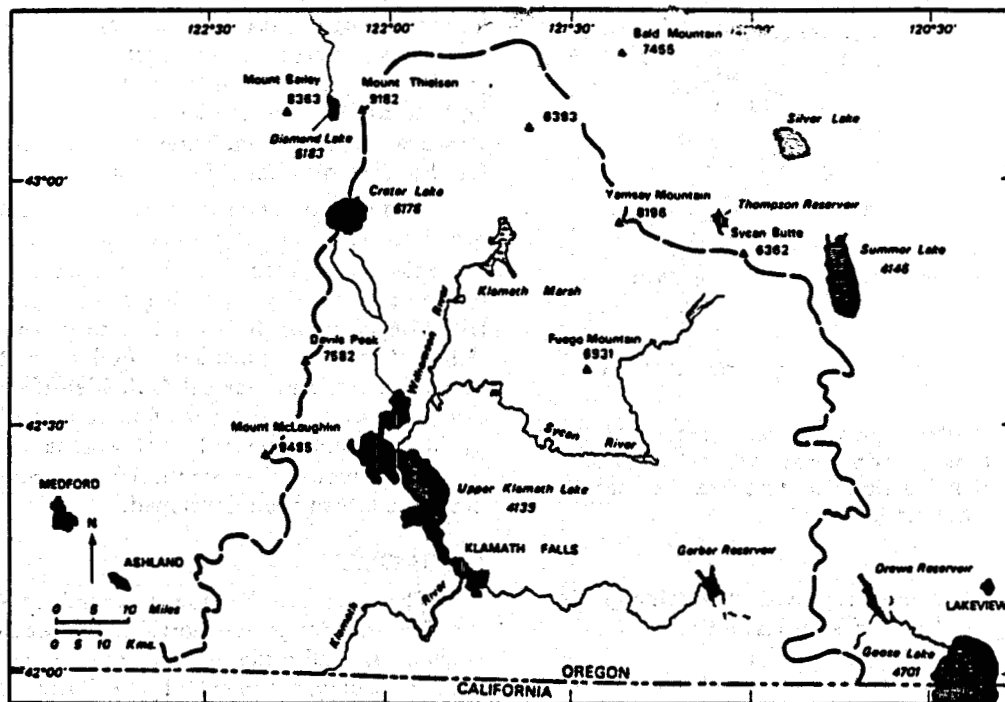 122°30'
122°00'
121°30'
121°00'
120°30'
Bald Mountain
7455
Mount Bailey
8363
Mount Thielsen
9182
Diamond Lake
5183
6393
Silver Lake
43°00'
Crater Lake
6176
Yamsay Mountain
8196
Thompson Reservoir
Sycan Butte
6362
Summer Lake
4146
Klamath Marsh
Williamson River
Devils Peak
7582
Fuego Mountain
6931
42°30'
Mount McLoughlin
9495
Sycan River
MEDFORD
N
Upper Klamath Lake
4139
ASHLAND
KLAMATH FALLS
Gerber Reservoir
Drews Reservoir
LAKEVIEW
0 5 10 Miles
0 5 10 Kms.
Klamath River
Goose Lake
4701
42°00'
OREGON
CALIFORNIA